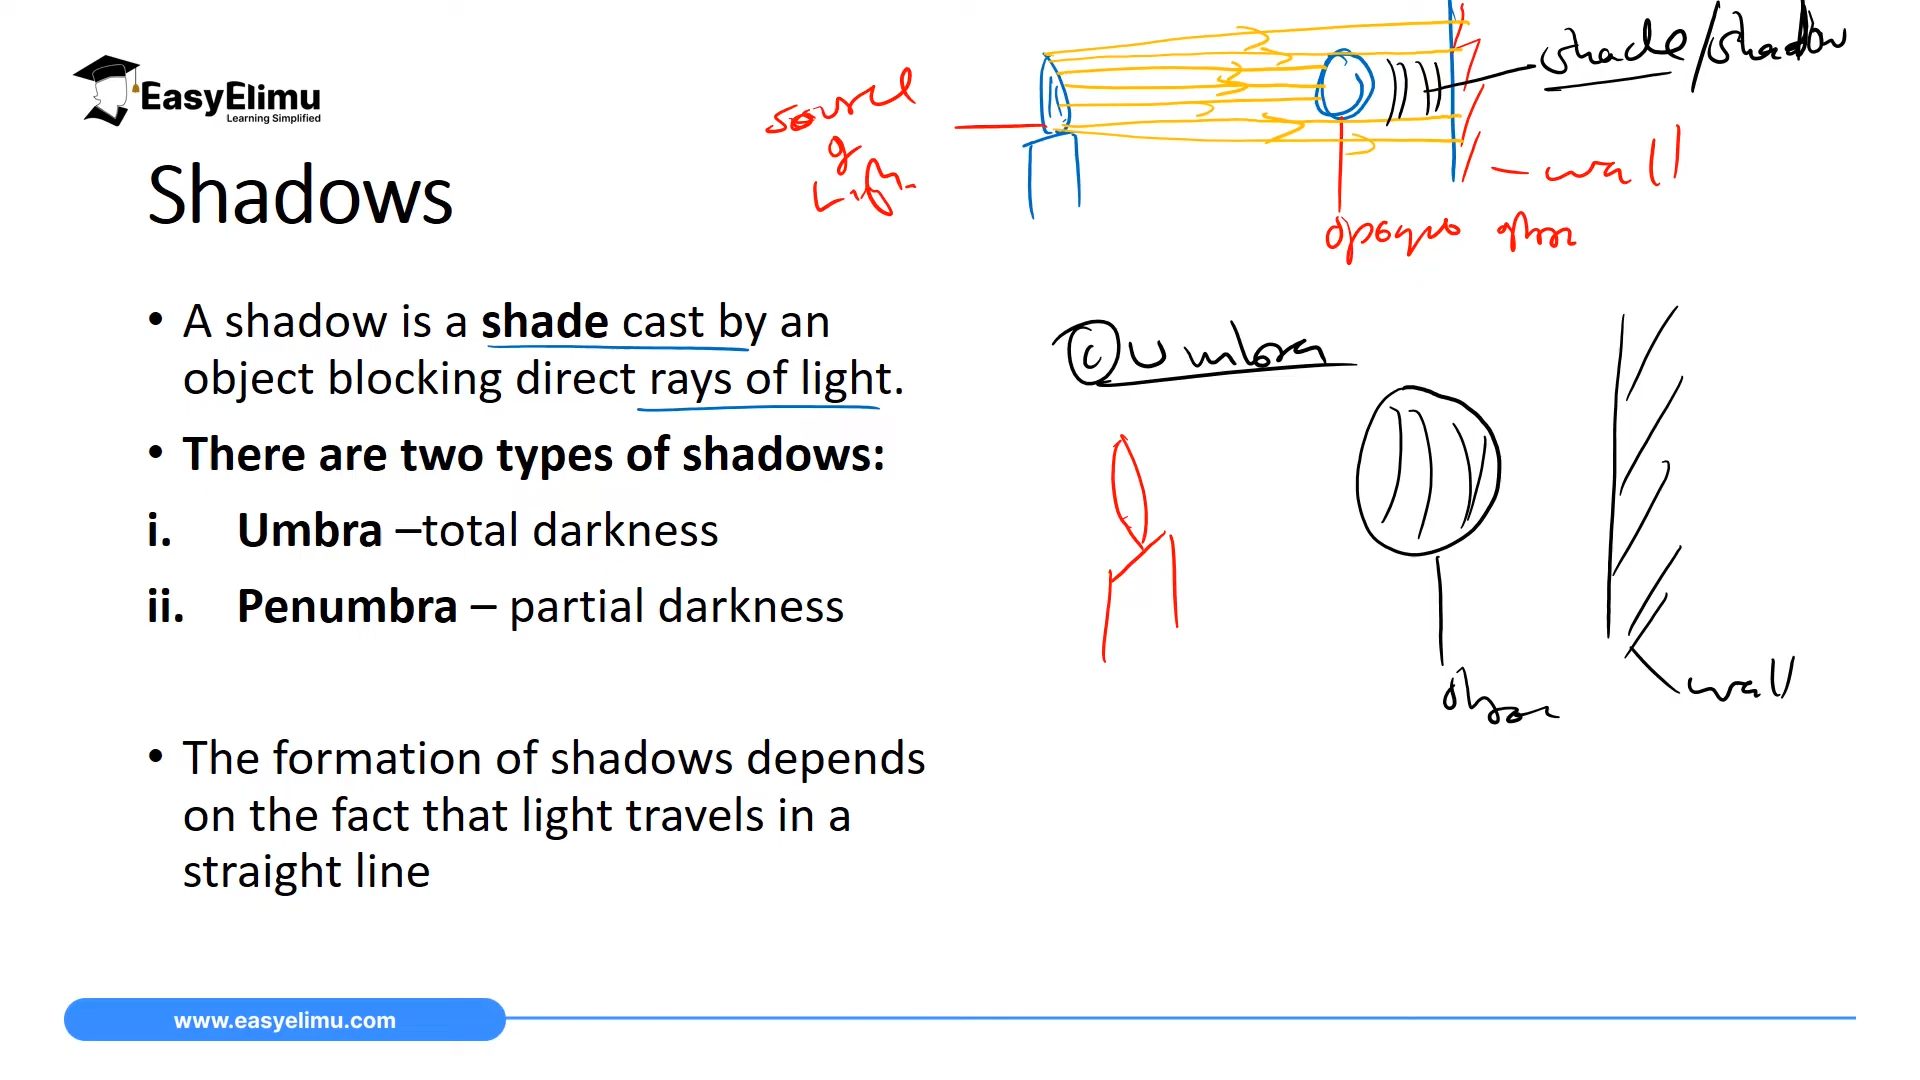 EasyElimu
Learning Simplified
Shadows
• A shadow is a shade cast by an
object blocking direct rays of light.
• There are two types of shadows:
i. Umbra –total darkness
ii. Penumbra – partial darkness
• The formation of shadows depends
on the fact that light travels in a
straight line
www.easyelimu.com
shade/shadow
source
Light
wall
opaque
Umbra
wall